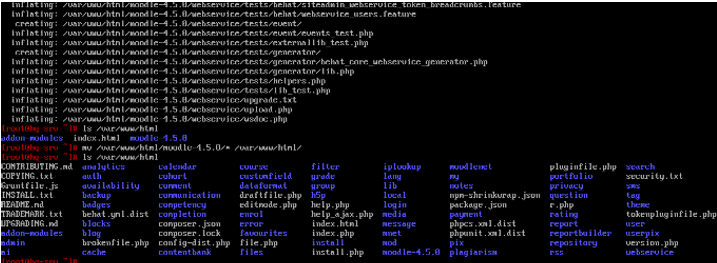 inflating: /var/www/html/moodle-4.5.0/webservice/tests/behat/siteadmin_webservice_token_breadcrumbs.feature
inflating: /var/www/html/moodle-4.5.0/webservice/tests/behat/webservice_users.feature
creating: /var/www/html/moodle-4.5.0/webservice/tests/event/
inflating: /var/www/html/moodle-4.5.0/webservice/tests/event/events_test.php
inflating: /var/www/html/moodle-4.5.0/webservice/tests/externallib_test.php
creating: /var/www/html/moodle-4.5.0/webservice/tests/generator/
inflating: /var/www/html/moodle-4.5.0/webservice/tests/generator/behat_core_webservice_generator.php
inflating: /var/www/html/moodle-4.5.0/webservice/tests/generator/lib.php
inflating: /var/www/html/moodle-4.5.0/webservice/tests/helpers.php
inflating: /var/www/html/moodle-4.5.0/webservice/tests/lib_test.php
inflating: /var/www/html/moodle-4.5.0/webservice/upgrade.txt
inflating: /var/www/html/moodle-4.5.0/webservice/upload.php
inflating: /var/www/html/moodle-4.5.0/webservice/wsdoc.php
[root@hq-srv ~]# ls /var/www/html
addon-modules index.html moodle-4.5.0
[root@hq-srv ~]# mv /var/www/html/moodle-4.5.0/* /var/www/html/
[root@hq-srv ~]# ls /var/www/html
CONTRIBUTING.md analytics calendar course filter iplookup moodlenet pluginfile.php search
COPYING.txt auth cohort customfield grade lang my portfolio security.txt
Gruntfile.js availability comment dataformat group lib notes privacy sms
INSTALL.txt backup communication draftfile.php h5p local npm-shrinkwrap.json question tag
README.md badges competency editmode.php help.php login package.json r.php theme
TRADEMARK.txt behat.yml.dist completion enrol help_ajax.php media payment rating tokenpluginfile.php
UPGRADING.md blocks composer.json error index.html message phpcs.xml.dist report user
addon-modules blog composer.lock favourites index.php mnet phpunit.xml.dist reportbuilder userpix
admin brokenfile.php config-dist.php file.php install mod pix repository version.php
ai cache contentbank files install.php moodle-4.5.0 plagiarism rss webservice
[root@hq-srv ~]#